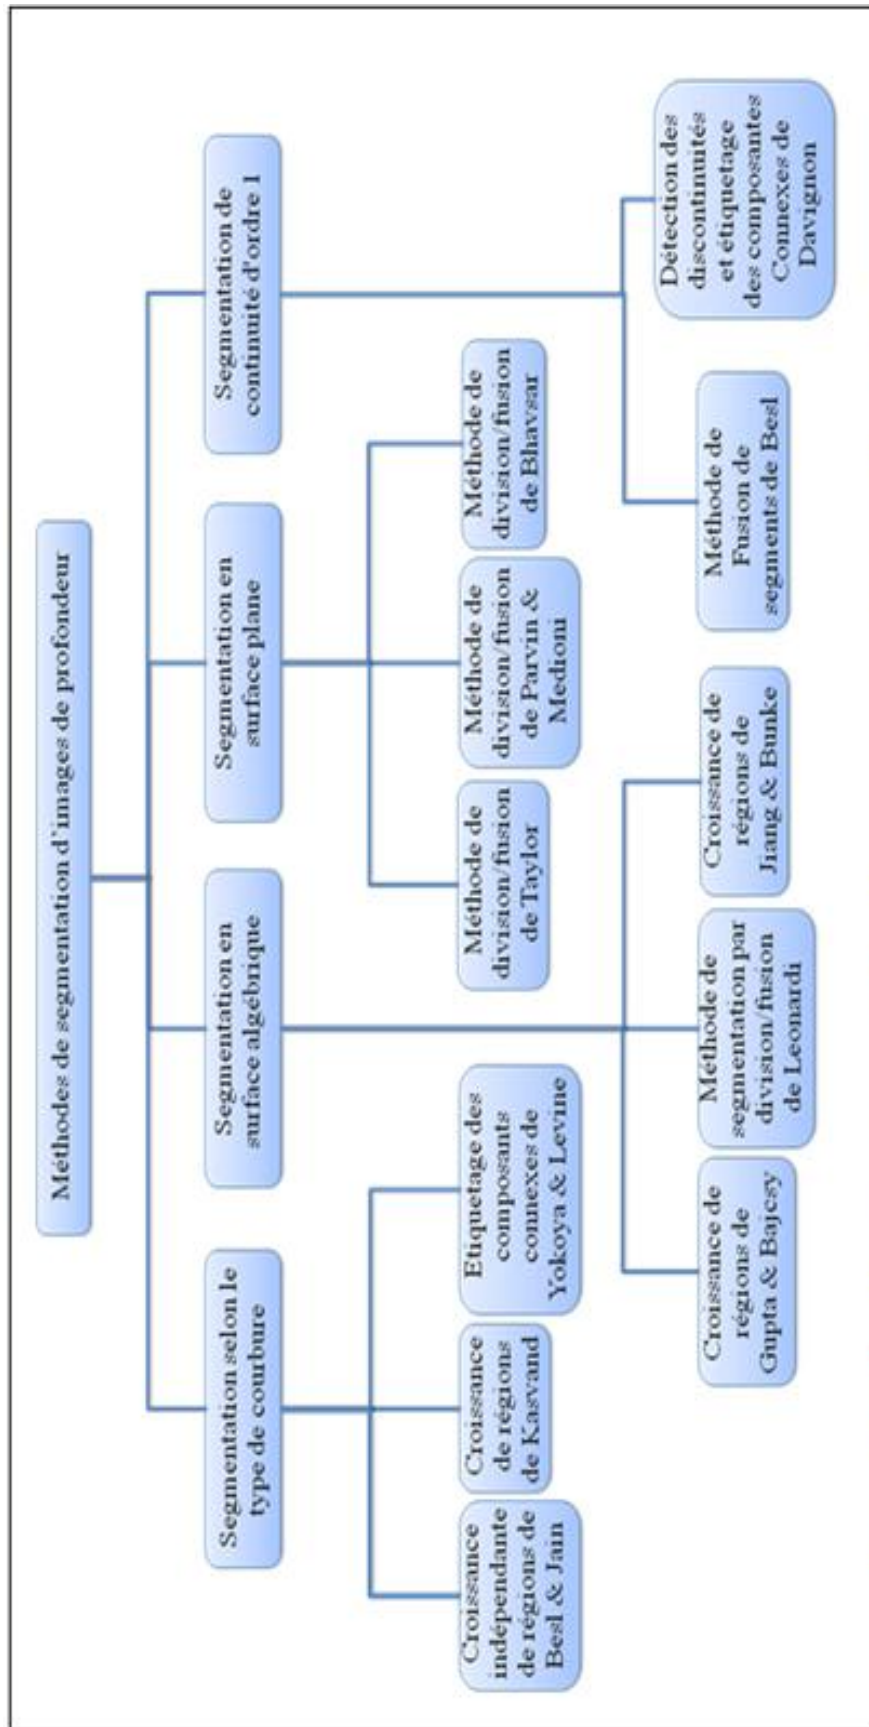 Méthodes de segmentation d'images de profondeur
Segmentation selon le
type de courbure
Segmentation en
surface algébrique
Segmentation en
surface plane
Segmentation de
continuité d'ordre 1
Croissance
indépendante
de régions de
Besl & Jain
Croissance
de régions
de Kasvand
Etiquetage des
composants
connexes de
Yokoya & Levine
Méthode de
division/fusion
de Taylor
Méthode de
division/fusion
de Parvin &
Medioni
Méthode de
division/fusion
de Bhavsar
Croissance de
régions de
Gupta & Bajcsy
Méthode de
segmentation par
division/fusion
de Leonardi
Croissance de
régions de
Jiang & Bunke
Méthode de
Fusion de
segments de Besl
Détection des
discontinuités
et étiquetage
des composantes
Connexes de
Davignon